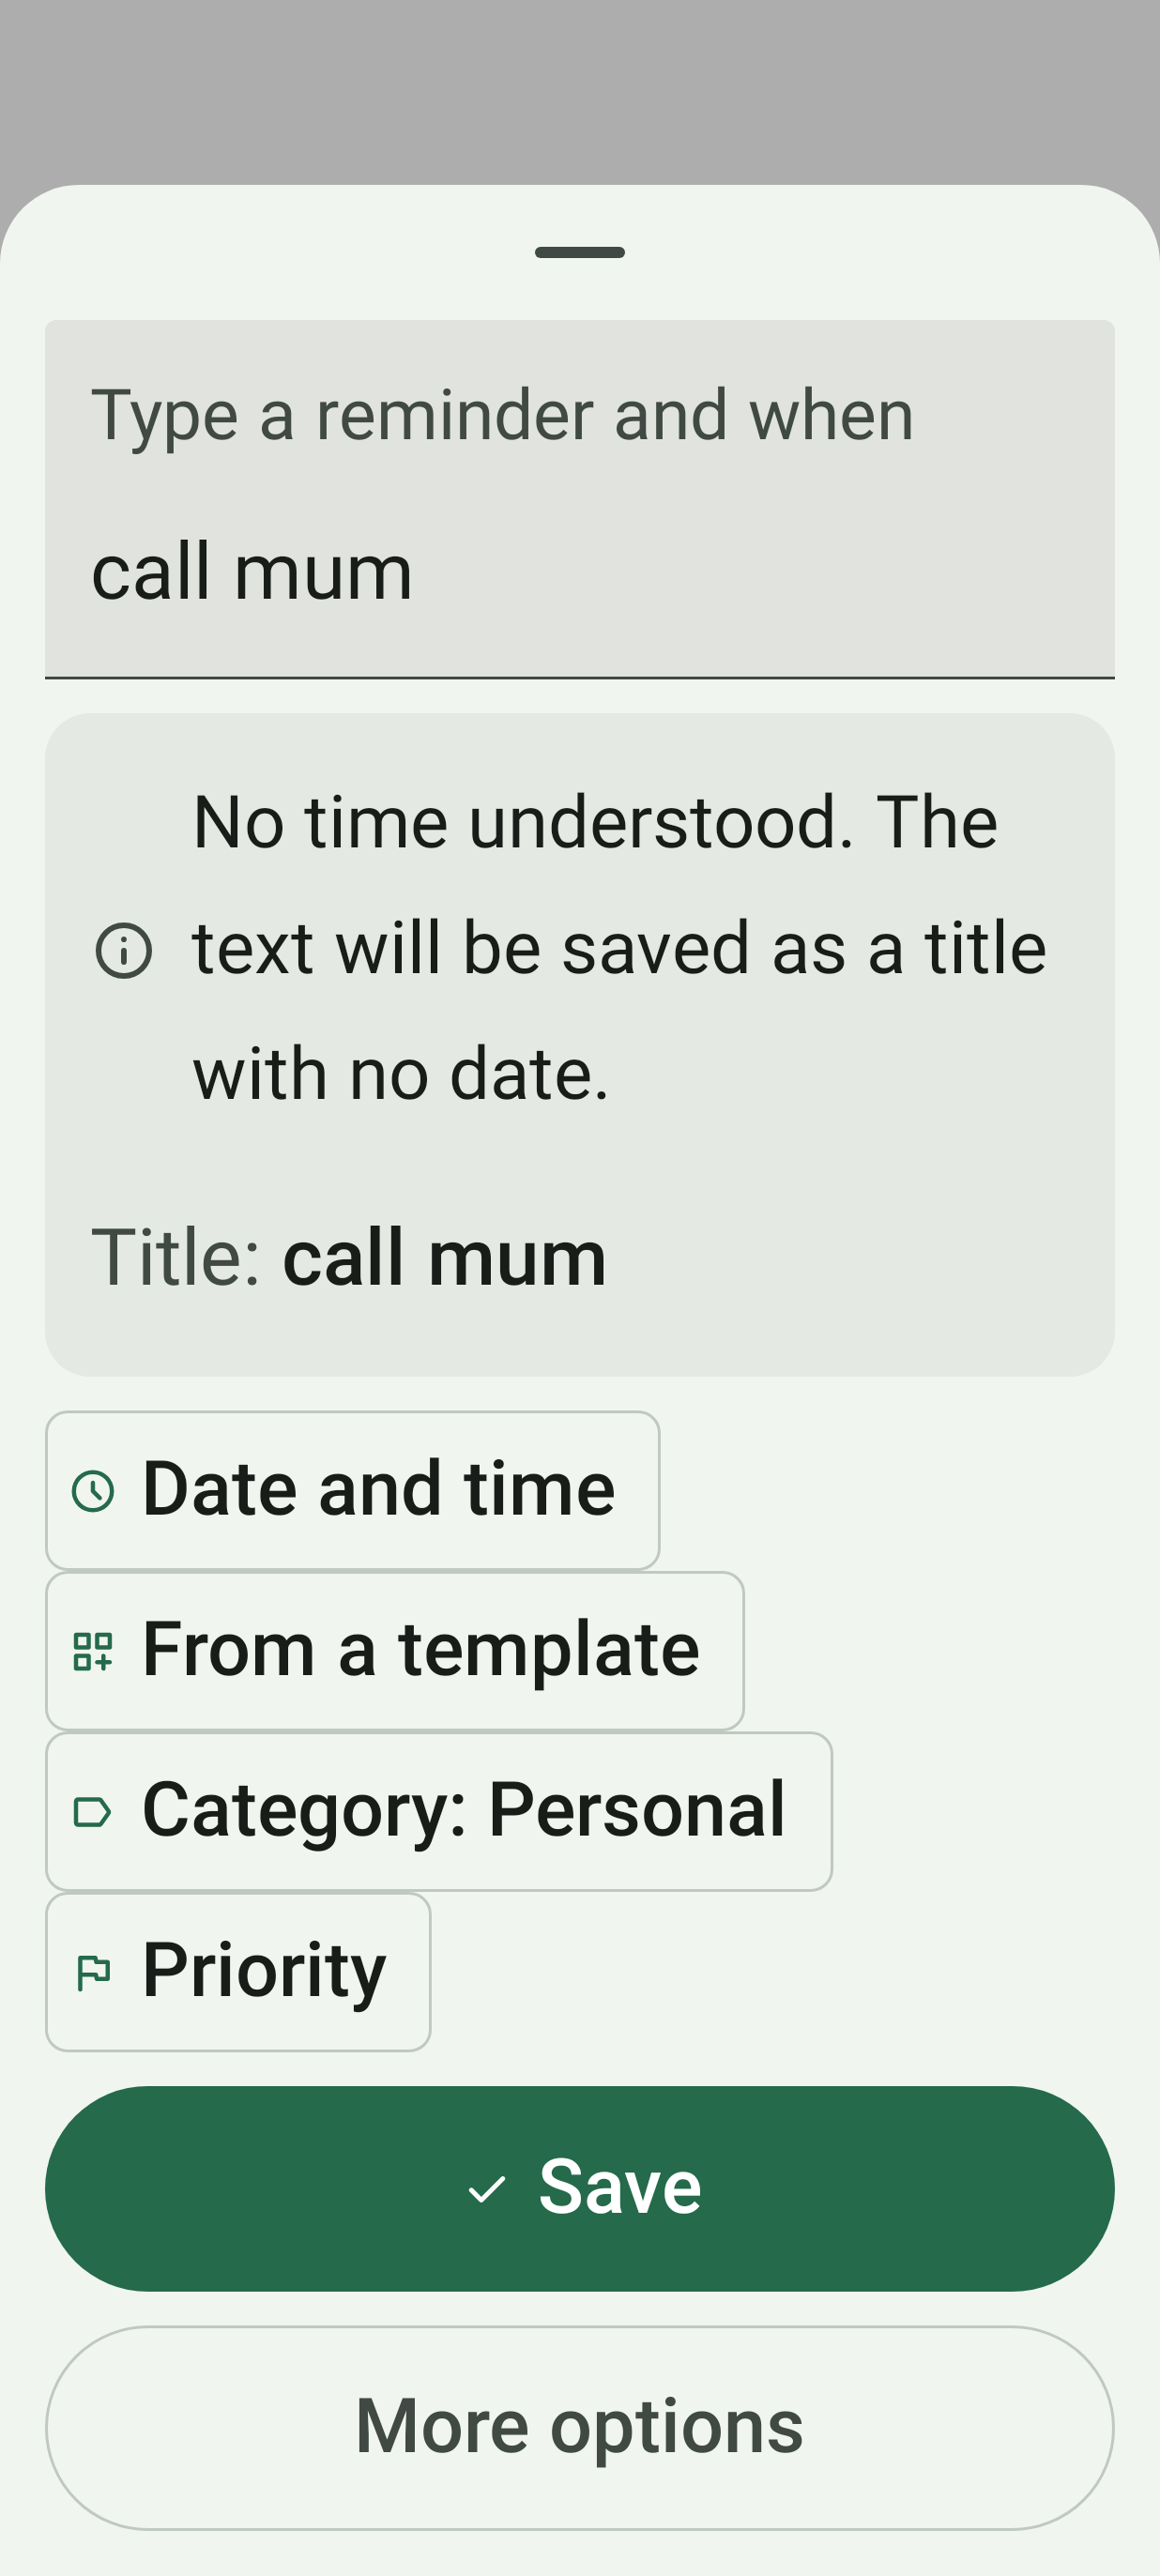 Type a reminder and when
call mum
No time understood. The
text will be saved as a title
with no date.
Title: call mum
Date and time
From a template
Category: Personal
Priority
Save
More options